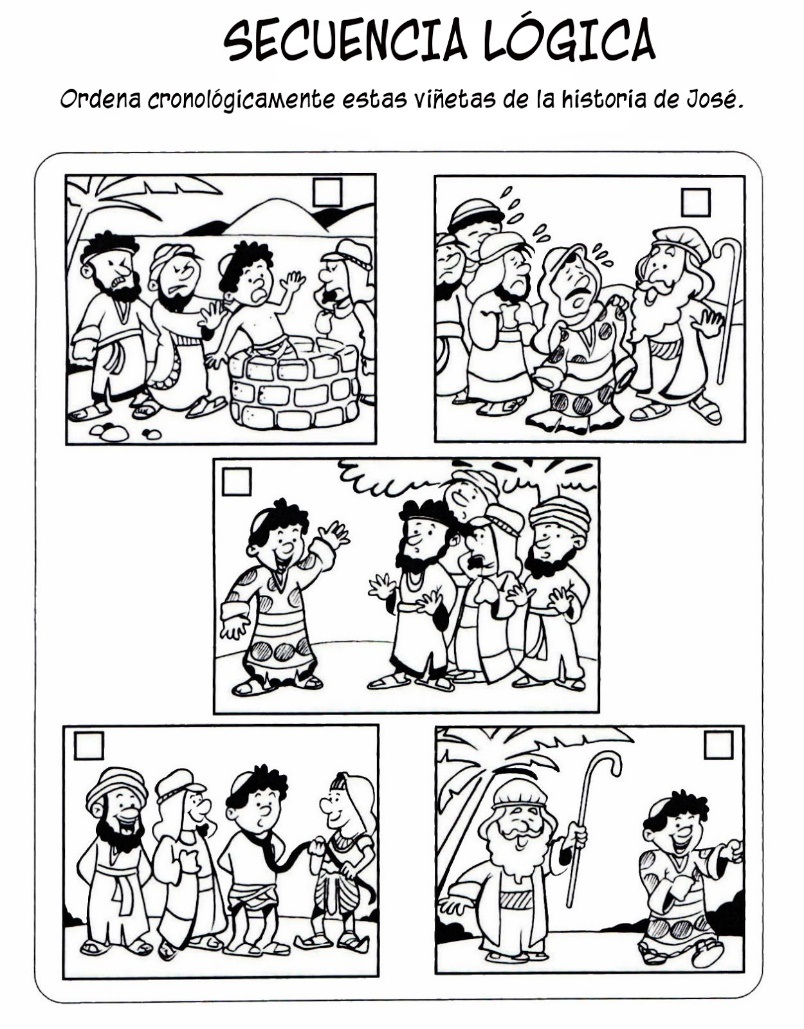 SECUENCIA LÓGICA
Ordena cronológicamente estas viñetas de la historia de José.